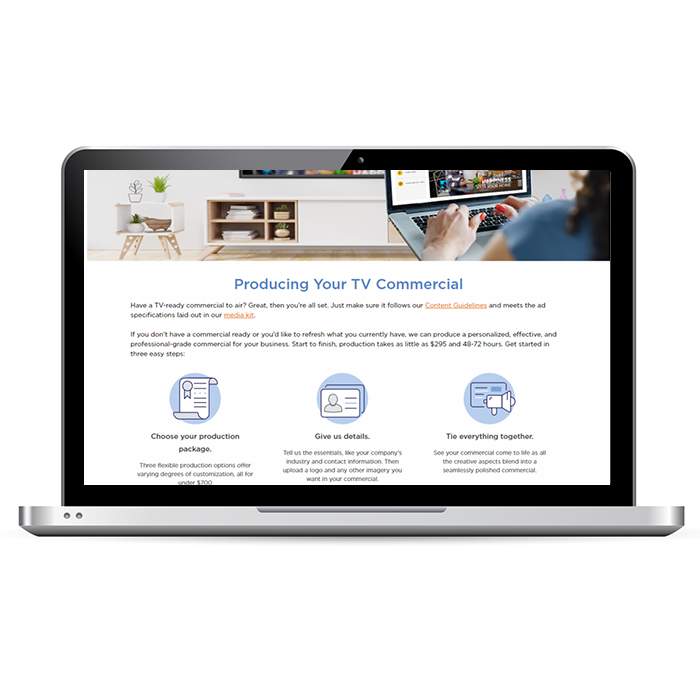 Producing Your TV Commercial
Have a TV-ready commercial to air? Great, then you're all set. Just make sure it follows our Content Guidelines and meets the ad
specifications laid out in our media kit.
If you don't have a commercial ready or you'd like to refresh what you currently have, we can produce a personalized, effective, and
professional-grade commercial for your business. Start to finish, production takes as little as $295 and 48-72 hours. Get started in
three easy steps:
Choose your production
package.
Three flexible production options offer
varying degrees of customization, all for
under $700
Give us details.
Tell us the essentials, like your company's
industry and contact information. Then
upload a logo and any other imagery you
want in your commercial.
Tie everything together.
See your commercial come to life as all
the creative aspects blend into a
seamlessly polished commercial.